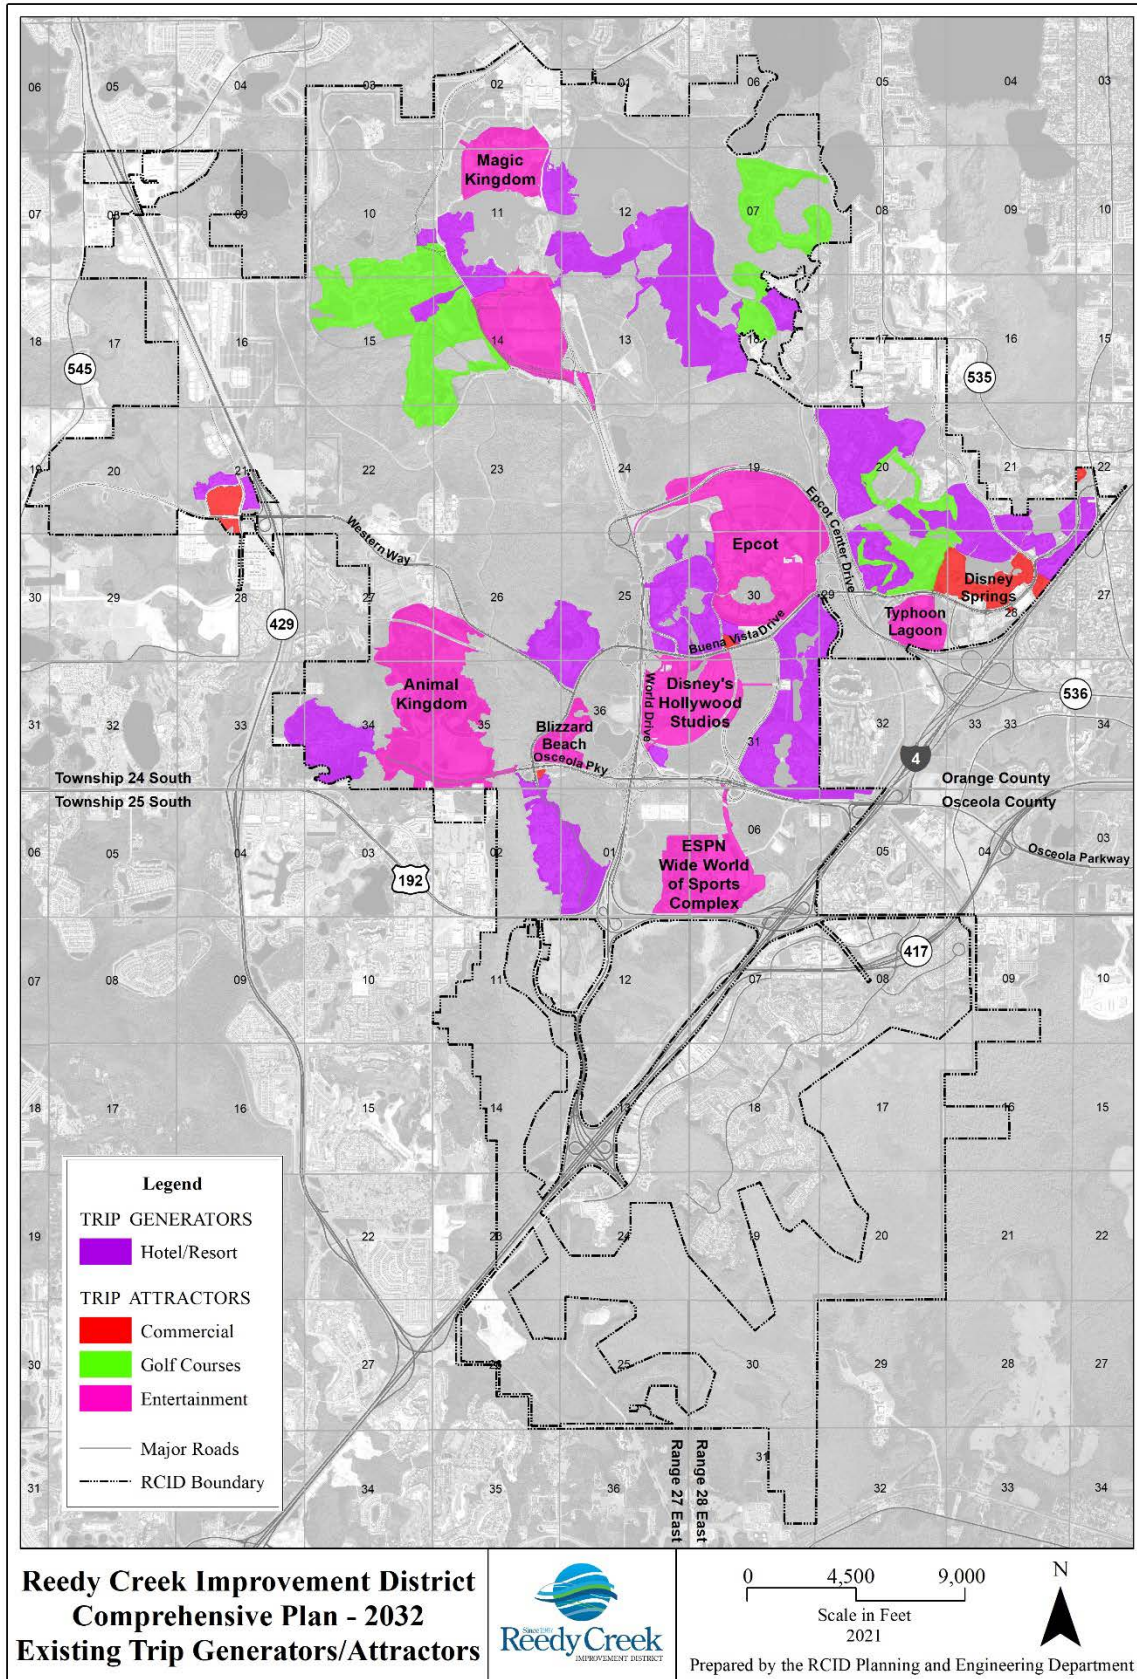 06 05 04 03 02 01 06 05 04 03
Magic
Kingdom
07 08 09 10 11 12 07 08 09 10
18 17 16 15 14 13 18 17 16 15
545
535
19 20 21 22 23 24 19 20 21 22
Western Way
Epcot Center Drive
Epcot
30 29 28 27 26 25 30 29 28 27
Disney
Springs
Typhoon
Lagoon
429
Buena Vista Drive
World Drive
Animal
Kingdom
Disney's
Hollywood
Studios
536
31 32 33 34 35 36 31 32 33 33 34
Blizzard
Beach
Osceola Pky
4
Township 24 South
Orange County
Township 25 South
Osceola County
06 05 04 03 02 01 06 05 04 03
ESPN
Wide World
of Sports
Complex
Osceola Parkway
192
417
07 08 09 10 11 12 07 08 09 10
18 17 16 15 14 13 18 17 16 15
19 22 23 24 19 20 21 22
30 27 26 25 30 29 28 27
31 34 35 36 31 32 33 34
Range 27 East
Range 28 East
Legend
TRIP GENERATORS
Hotel/Resort
TRIP ATTRACTORS
Commercial
Golf Courses
Entertainment
Major Roads
RCID Boundary
Reedy Creek Improvement District
Comprehensive Plan - 2032
Existing Trip Generators/Attractors
Since 1967
Reedy Creek
IMPROVEMENT DISTRICT
0 4,500 9,000
Scale in Feet
2021
N
Prepared by the RCID Planning and Engineering Department